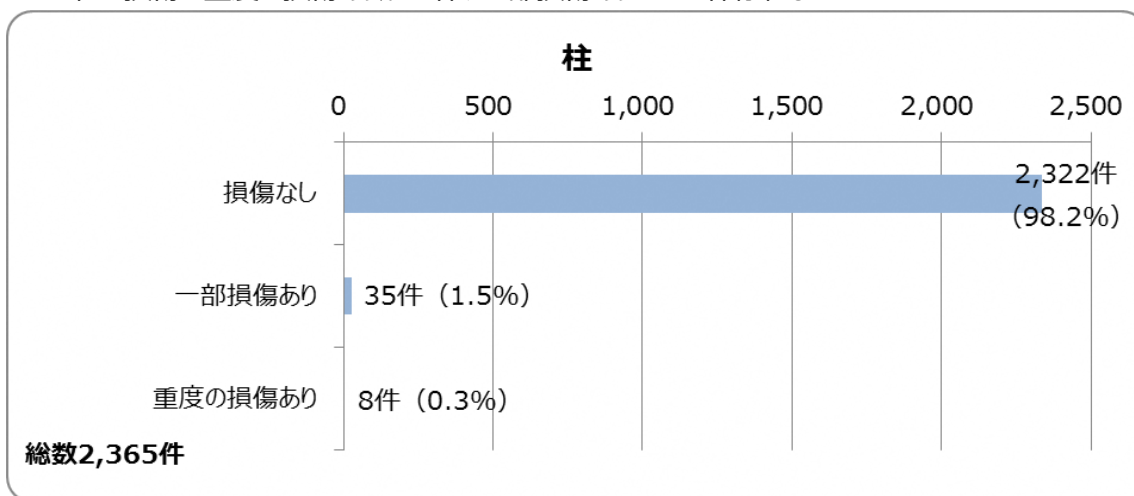 柱
0 500 1,000 1,500 2,000 2,500
損傷なし 2,322件
(98.2%)
一部損傷あり 35件（1.5%）
重度の損傷あり 8件（0.3%）
総数2,365件